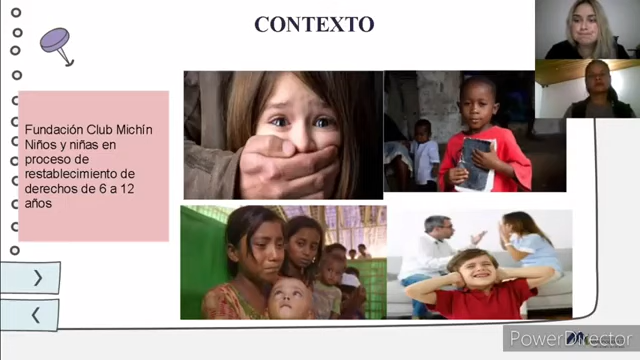 CONTEXTO
Fundación Club Michín
Niños y niñas en
proceso de
restablecimiento de
derechos de 6 a 12
años
PowerDirector